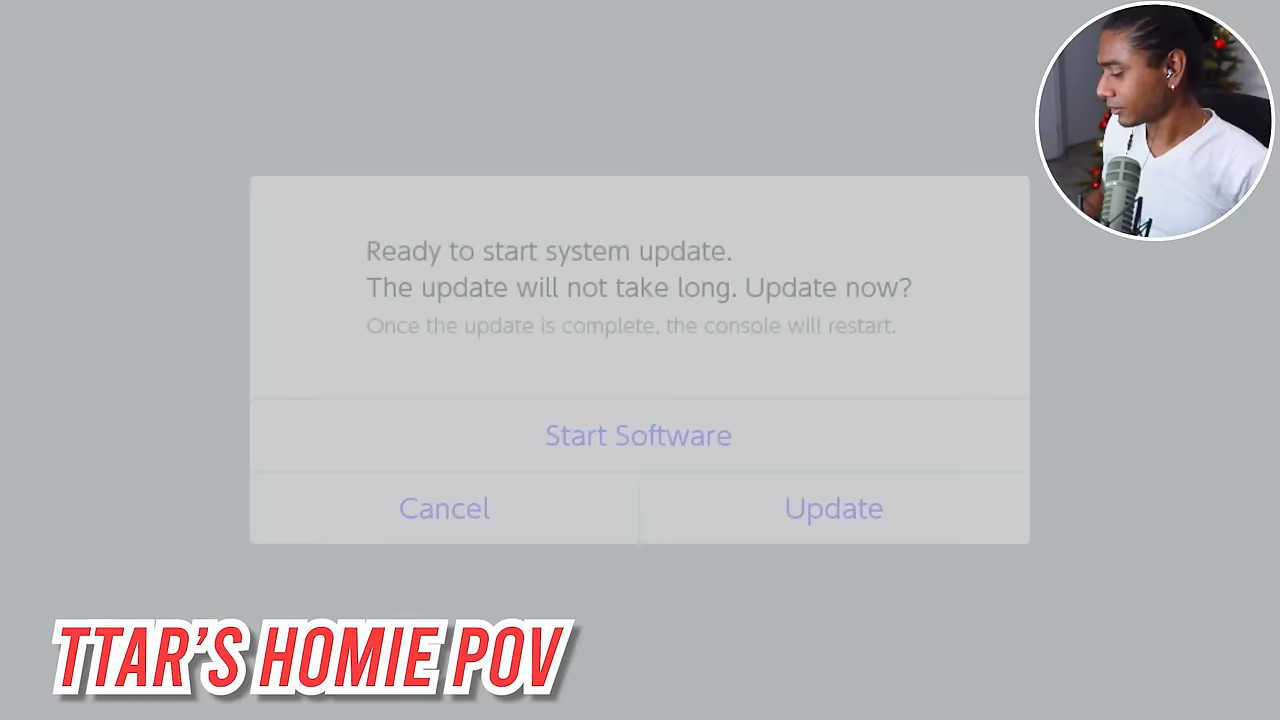 Ready to start system update.
The update will not take long. Update now?
Once the update is complete, the console will restart.
Start Software
Cancel
Update
TTAR'S HOMIE POV